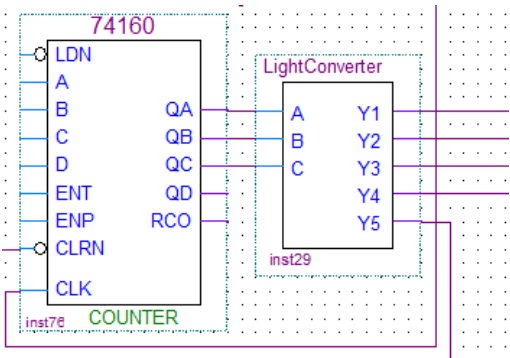 74160
LDN
A
B
C
D
ENT
ENP
CLRN
CLK
QA
QB
QC
QD
RCO
inst76
COUNTER
LightConverter
A
B
C
Y1
Y2
Y3
Y4
Y5
inst29